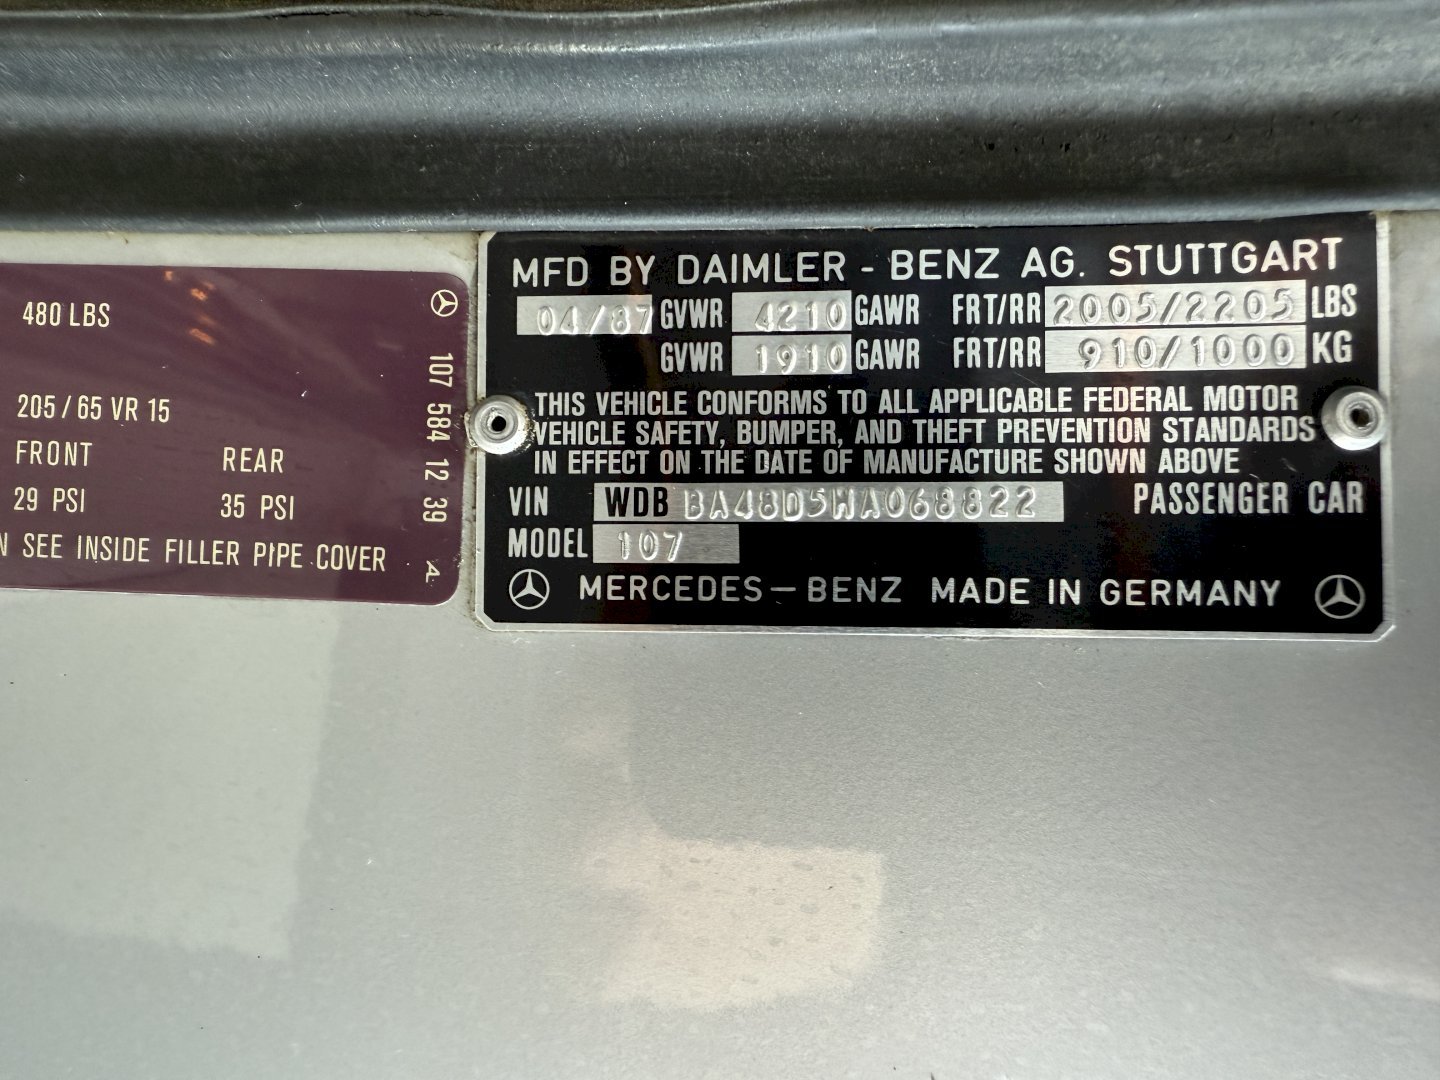 480 LBS
205 / 65 VR 15
FRONT REAR
29 PSI 35 PSI
N SEE INSIDE FILLER PIPE COVER
107 584 12 39 A
MFD BY DAIMLER - BENZ AG. STUTTGART
04/87 GVWR 4210 GAWR FRT/RR 2005/2205 LBS
GVWR 1910 GAWR FRT/RR 910/1000 KG
THIS VEHICLE CONFORMS TO ALL APPLICABLE FEDERAL MOTOR
VEHICLE SAFETY, BUMPER, AND THEFT PREVENTION STANDARDS
IN EFFECT ON THE DATE OF MANUFACTURE SHOWN ABOVE
VIN WDB BA48D5HA068822 PASSENGER CAR
MODEL 107
MERCEDES-BENZ MADE IN GERMANY